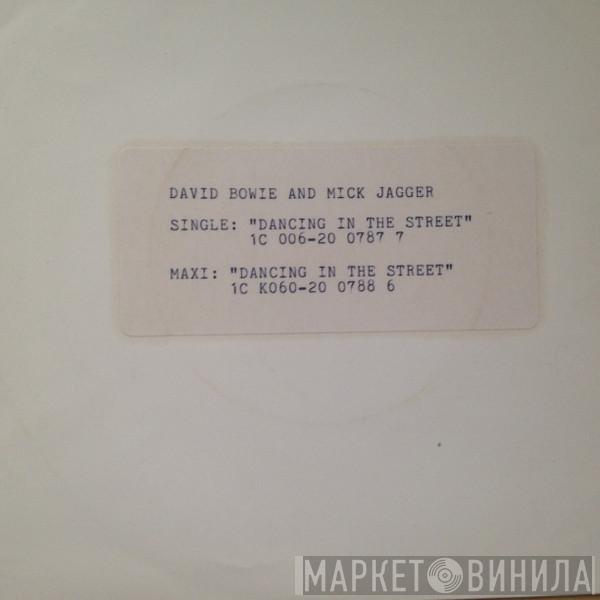 DAVID BOWIE AND MICK JAGGER
SINGLE: "DANCING IN THE STREET"
1C 006-20 0787 7
MAXI: "DANCING IN THE STREET"
1C K060-20 0788 6
МАРКЕТ ВИНИЛА